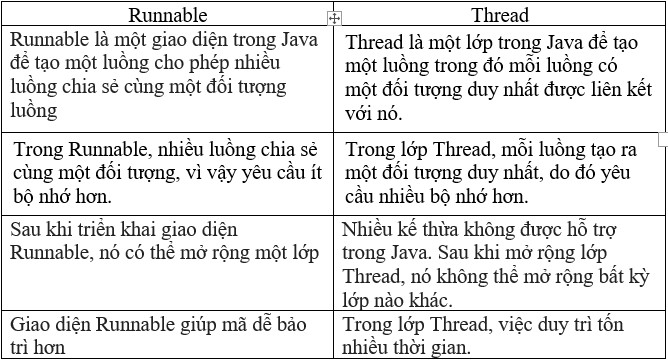 Runnable
Thread
Runnable là một giao diện trong Java
để tạo một luồng cho phép nhiều
luồng chia sẻ cùng một đối tượng
luồng
Thread là một lớp trong Java để tạo
một luồng trong đó mỗi luồng có
một đối tượng duy nhất được liên kết
với nó.
Trong Runnable, nhiều luồng chia sẻ
cùng một đối tượng, vì vậy yêu cầu ít
bộ nhớ hơn.
Trong lớp Thread, mỗi luồng tạo ra
một đối tượng duy nhất, do đó yêu
cầu nhiều bộ nhớ hơn.
Sau khi triển khai giao diện
Runnable, nó có thể mở rộng một lớp
Nhiều kế thừa không được hỗ trợ
trong Java. Sau khi mở rộng lớp
Thread, nó không thể mở rộng bất kỳ
lớp nào khác.
Giao diện Runnable giúp mã dễ bảo
trì hơn
Trong lớp Thread, việc duy trì tốn
nhiều thời gian.